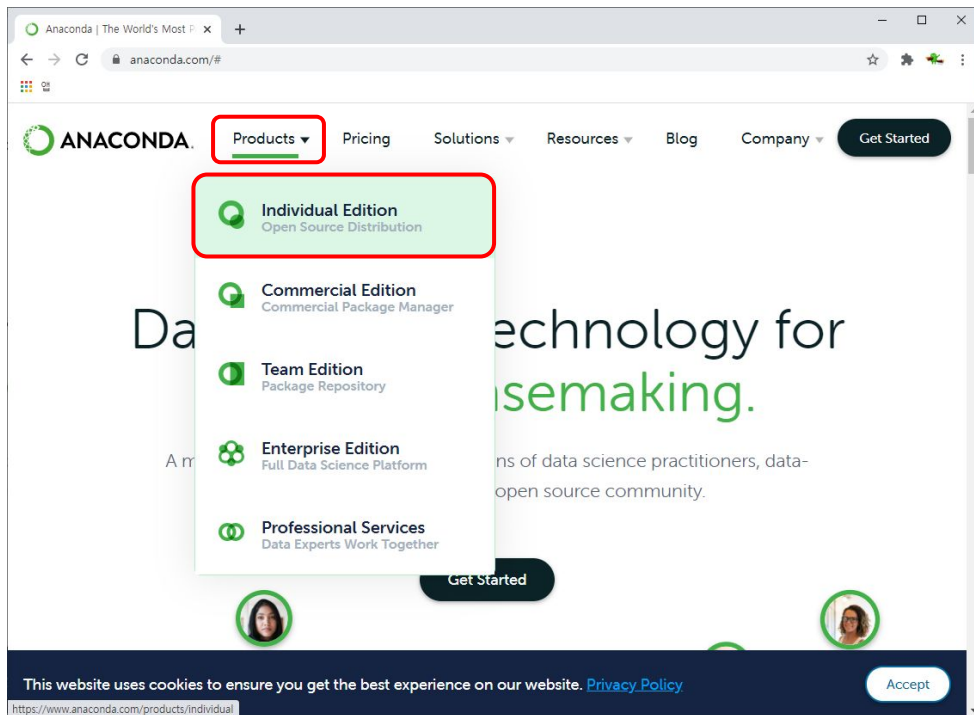 Anaconda | The World's Most P
anaconda.com/#
ANACONDA.
Products
Pricing
Solutions
Resources
Blog
Company
Get Started
Individual Edition
Open Source Distribution
Commercial Edition
Commercial Package Manager
Team Edition
Package Repository
Enterprise Edition
Full Data Science Platform
Professional Services
Data Experts Work Together
Da echnology for
semaking.
A m ns of data science practitioners, data-
open source community.
Get Started
This website uses cookies to ensure you get the best experience on our website. Privacy Policy
Accept
https://www.anaconda.com/products/individual